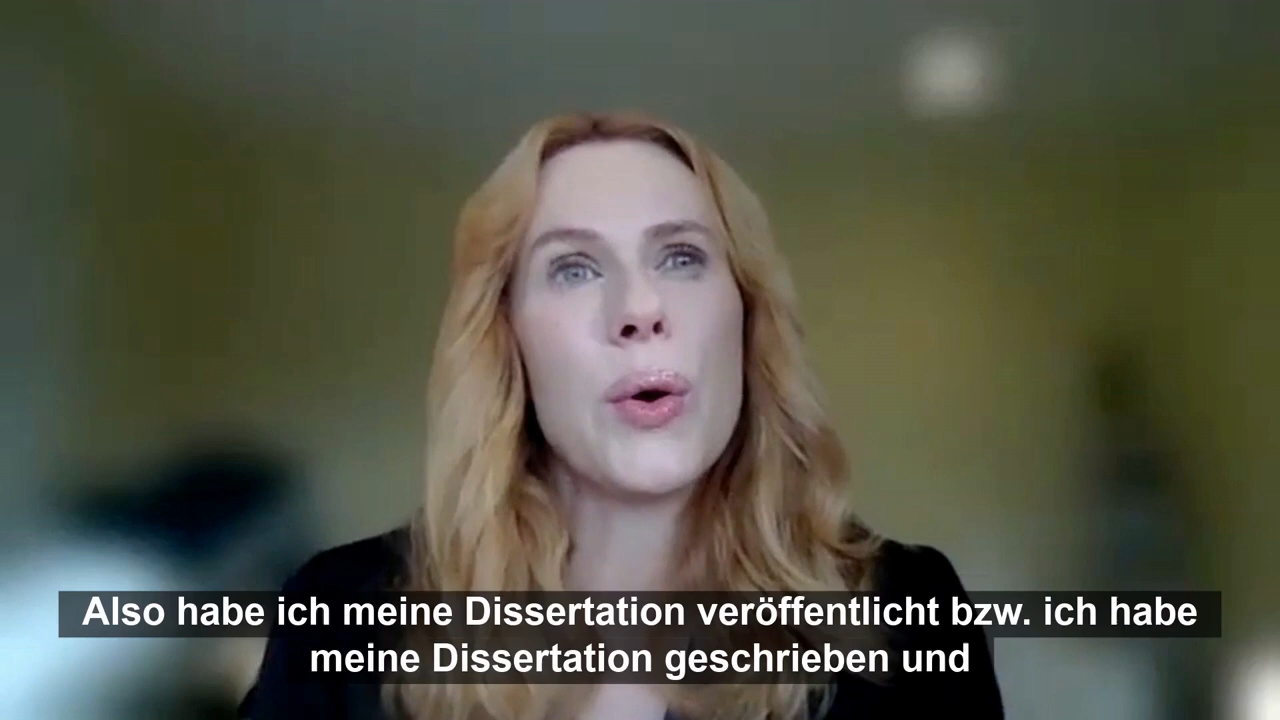 Also habe ich meine Dissertation veröffentlicht bzw. ich habe
meine Dissertation geschrieben und